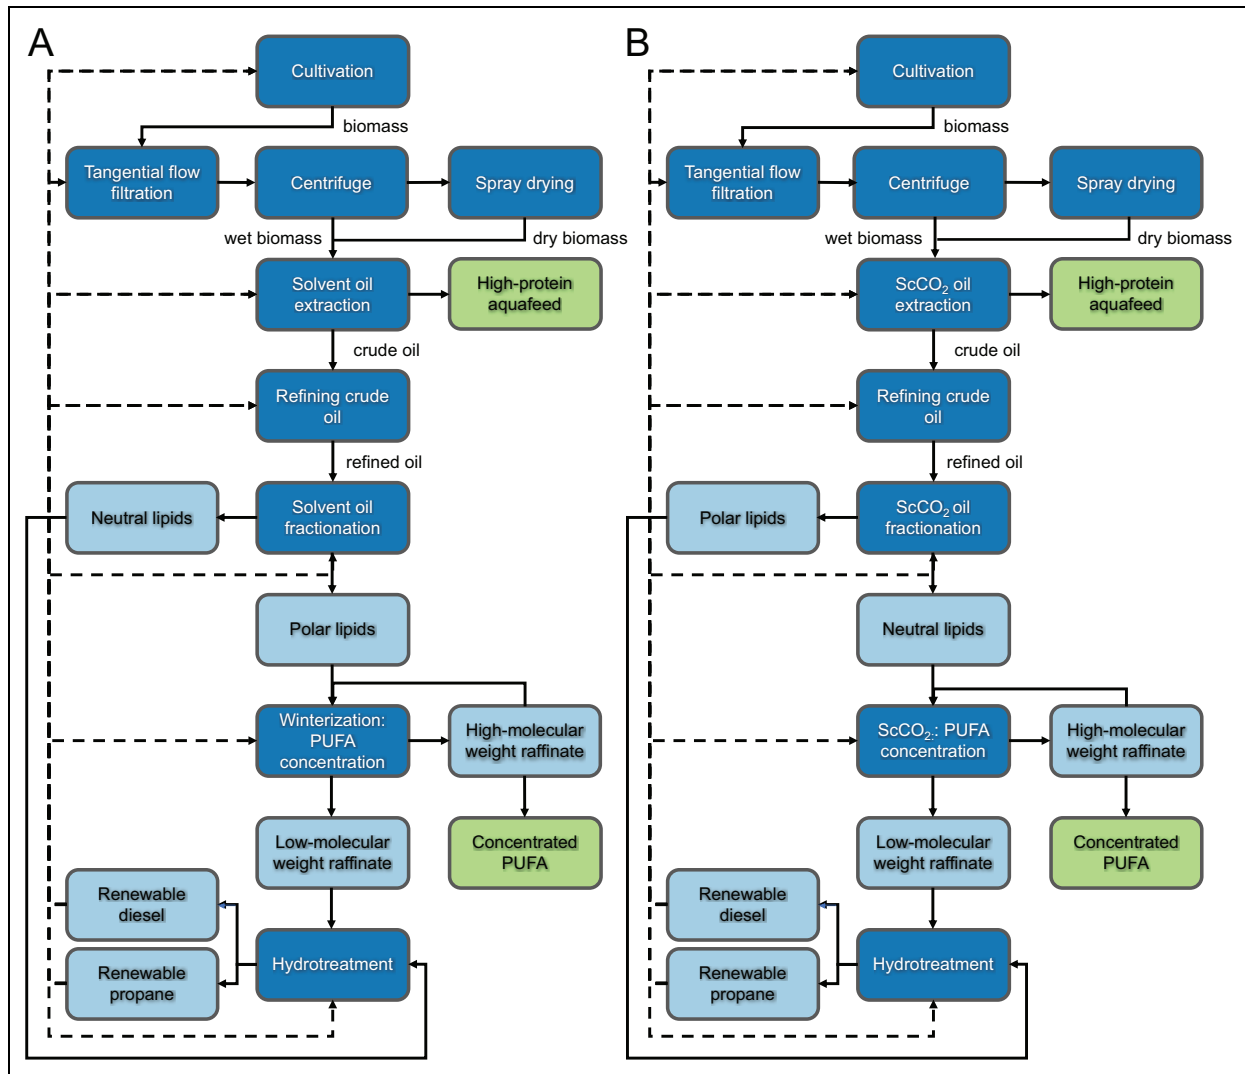 A
Cultivation
biomass
Tangential flow
filtration
Centrifuge
Spray drying
wet biomass
dry biomass
Solvent oil
extraction
High-protein
aquafeed
crude oil
Refining crude
oil
refined oil
Neutral lipids
Solvent oil
fractionation
Polar lipids
Winterization:
PUFA
concentration
High-molecular
weight raffinate
Low-molecular
weight raffinate
Concentrated
PUFA
Renewable
diesel
Renewable
propane
Hydrotreatment
B
Cultivation
biomass
Tangential flow
filtration
Centrifuge
Spray drying
wet biomass
dry biomass
ScCO₂ oil
extraction
High-protein
aquafeed
crude oil
Refining crude
oil
refined oil
Polar lipids
ScCO₂ oil
fractionation
Neutral lipids
ScCO₂: PUFA
concentration
High-molecular
weight raffinate
Low-molecular
weight raffinate
Concentrated
PUFA
Renewable
diesel
Renewable
propane
Hydrotreatment